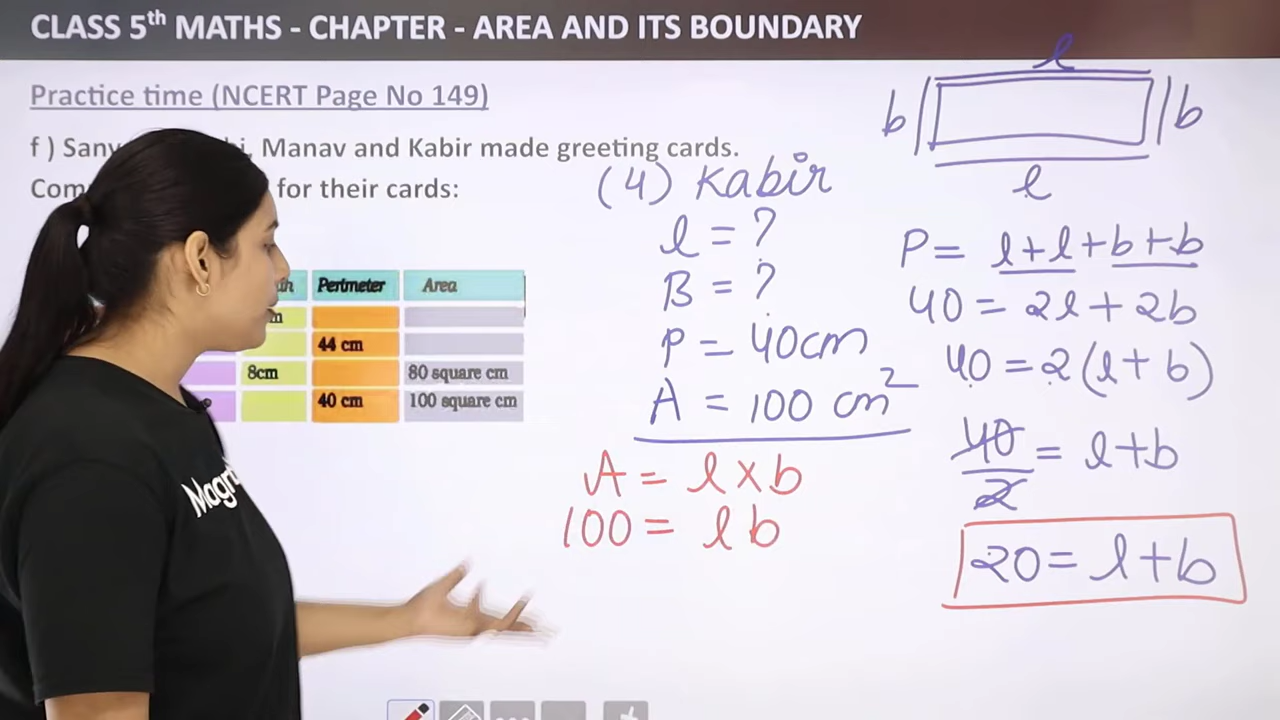 CLASS 5th MATHS - CHAPTER - AREA AND ITS BOUNDARY
Practice time (NCERT Page No 149)
f ) Manav and Kabir made greeting cards.
for their cards:
Perimeter Area
44 cm
8cm 80 square cm
40 cm 100 square cm
(4) Kabir
l = ?
B = ?
P = 40cm
A = 100 cm²
A = l × b
100 = l b
l
b b
l
P = l + l + b + b
40 = 2l + 2b
40 = 2 (l + b)
40/2 = l + b
20 = l + b